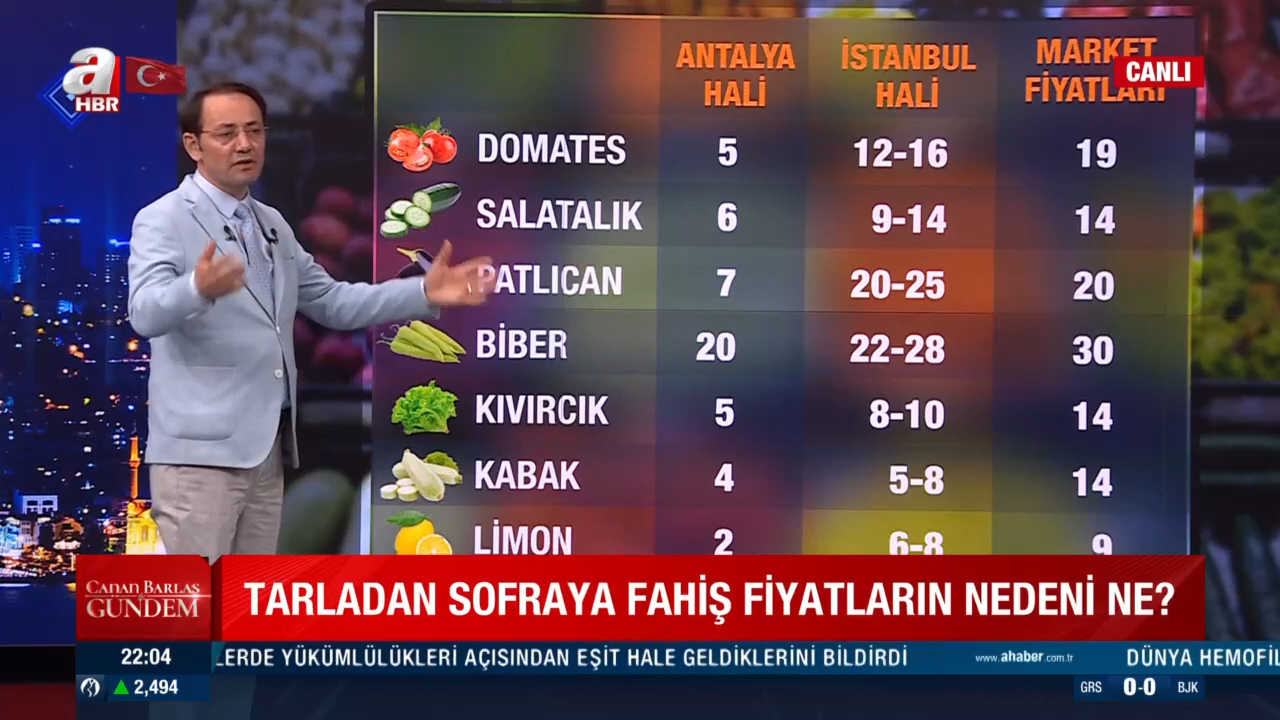 a
HBR
CANLI
ANTALYA HALİ
İSTANBUL HALİ
MARKET FİYATLARI
DOMATES 5 12-16 19
SALATALIK 6 9-14 14
PATLICAN 7 20-25 20
BİBER 20 22-28 30
KIVIRCIK 5 8-10 14
KABAK 4 5-8 14
LİMON 2 6-8 9
CANAN BARLAS
GÜNDEM
TARLADAN SOFRAYA FAHİŞ FİYATLARIN NEDENİ NE?
22:04
LERDE YÜKÜMLÜLÜKLERİ AÇISINDAN EŞİT HALE GELDİKLERİNİ BİLDİRDİ www.ahaber.com.tr DÜNYA HEMOFİL
2,494
GRS 0-0 BJK